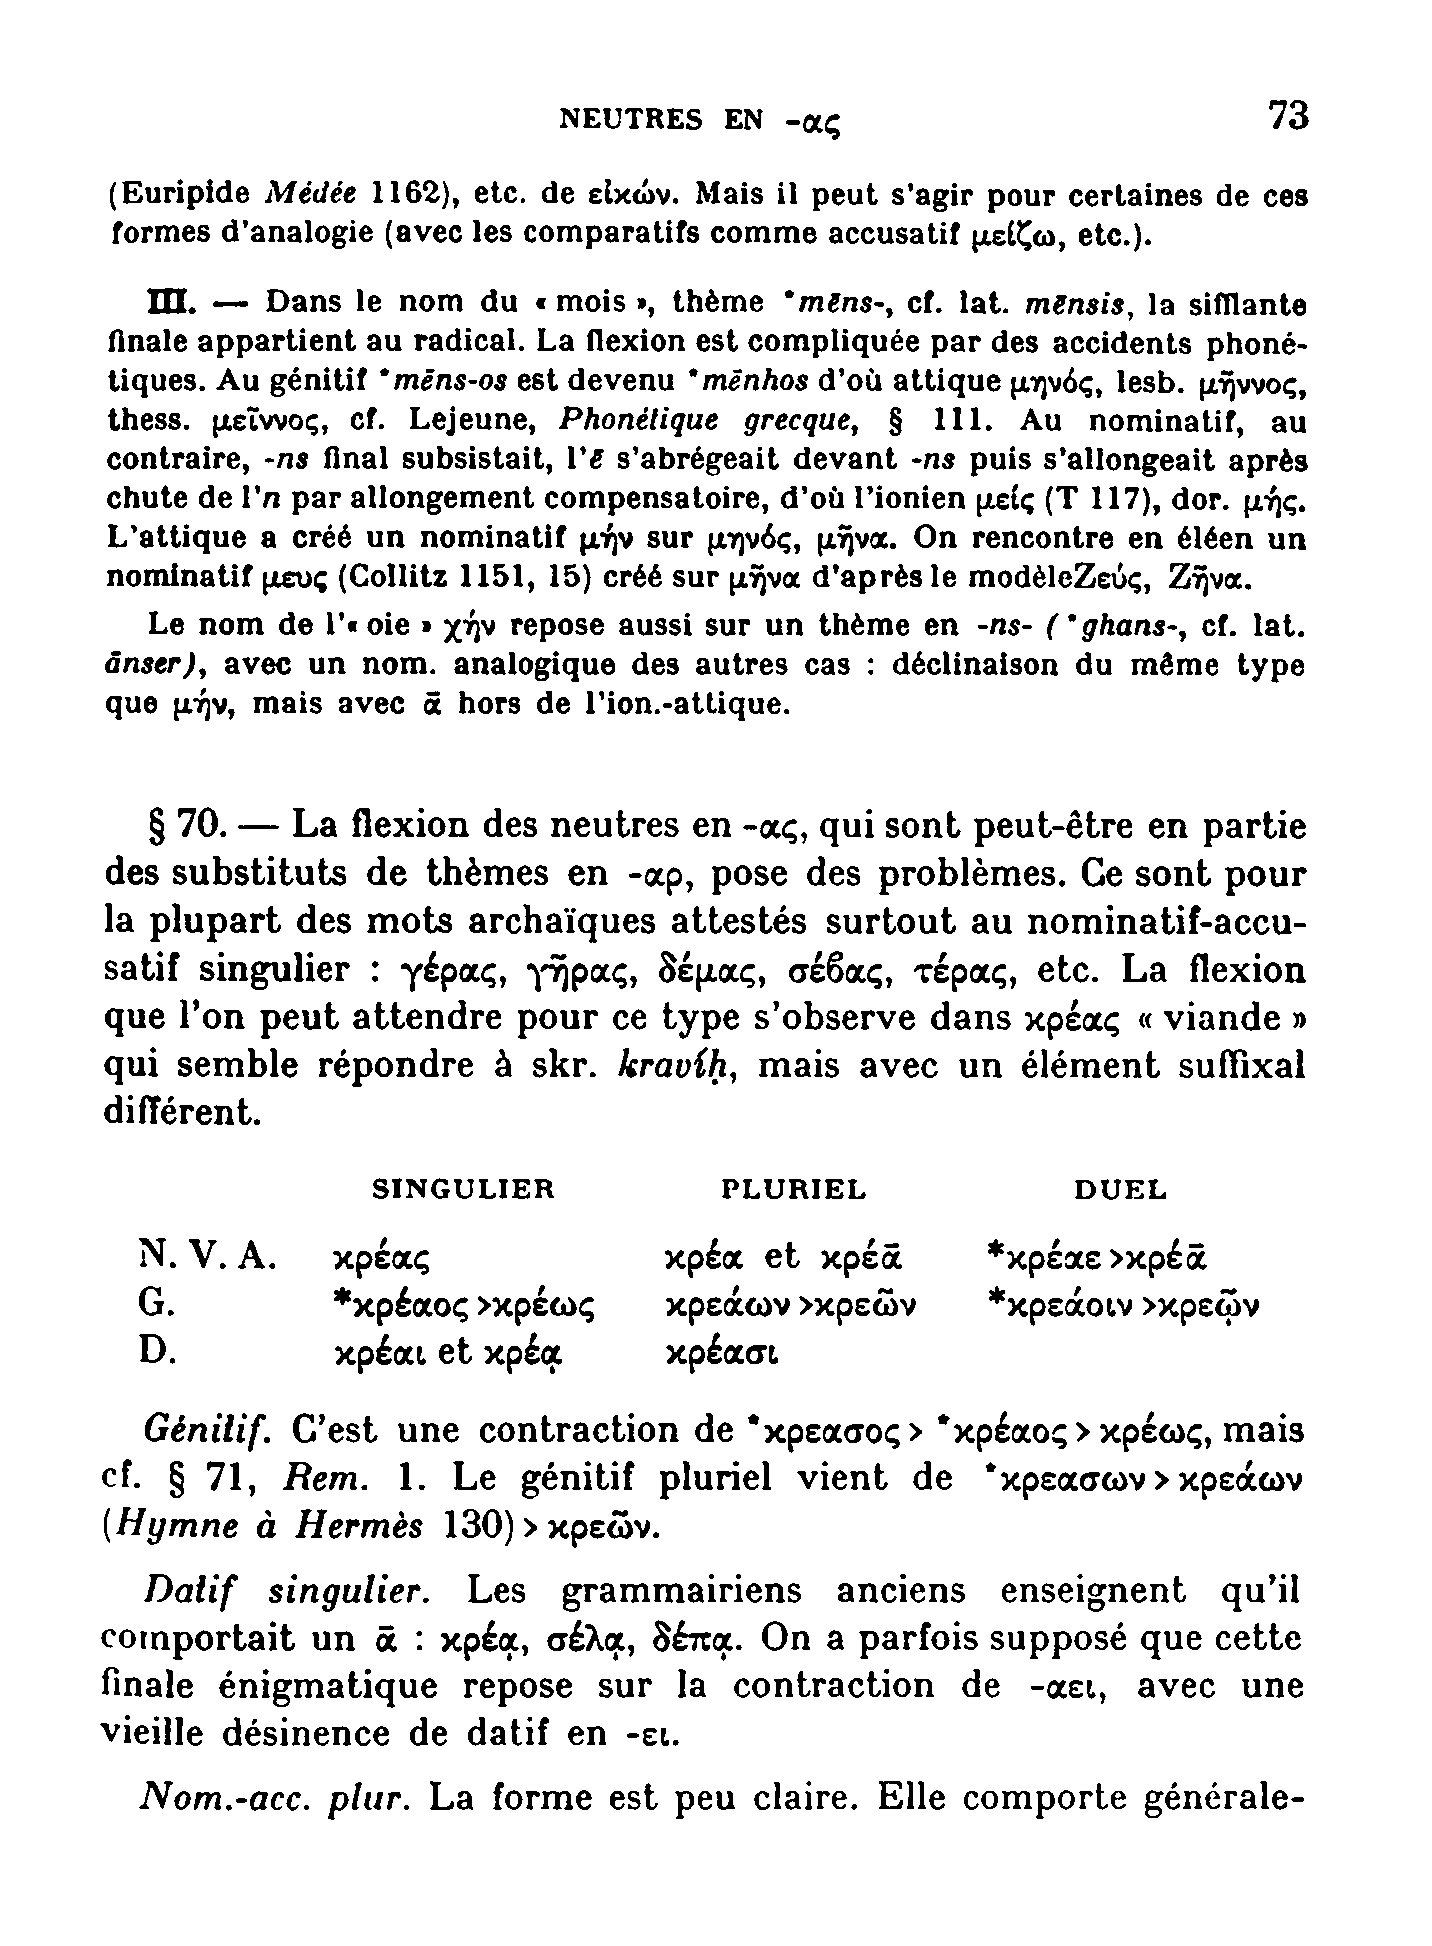 NEUTRES EN -ας 73
(Euripide Médée 1162), etc. de εἰκών. Mais il peut s'agir pour certaines de ces
formes d'analogie (avec les comparatifs comme accusatif μείζω, etc.).
III. — Dans le nom du « mois », thème *mēns-, cf. lat. mēnsis, la sifflante
finale appartient au radical. La flexion est compliquée par des accidents phoné-
tiques. Au génitif *mēns-os est devenu *mēnhos d'où attique μηνός, lesb. μῆννος,
thess. μεῖννος, cf. Lejeune, Phonétique grecque, § 111. Au nominatif, au
contraire, -ns final subsistait, l'ē s'abrégeait devant -ns puis s'allongeait après
chute de l'n par allongement compensatoire, d'où l'ionien μείς (T 117), dor. μής.
L'attique a créé un nominatif μήν sur μηνός, μῆνα. On rencontre en éléen un
nominatif μευς (Collitz 1151, 15) créé sur μῆνα d'après le modèle Ζεύς, Ζῆνα.
Le nom de l'« oie » χήν repose aussi sur un thème en -ns- (*ghans-, cf. lat.
ānser), avec un nom. analogique des autres cas : déclinaison du même type
que μήν, mais avec ᾱ hors de l'ion.-attique.
§ 70. — La flexion des neutres en -ας, qui sont peut-être en partie
des substituts de thèmes en -αρ, pose des problèmes. Ce sont pour
la plupart des mots archaïques attestés surtout au nominatif-accu-
satif singulier : γέρας, γῆρας, δέμας, σέϐας, τέρας, etc. La flexion
que l'on peut attendre pour ce type s'observe dans κρέας « viande »
qui semble répondre à skr. kravíḥ, mais avec un élément suffixal
différent.
SINGULIER PLURIEL DUEL
N. V. A. κρέας κρέα et κρέᾱ *κρέαε > κρέᾱ
G. *κρέαος > κρέως κρεάων > κρεῶν *κρεάοιν > κρεῷν
D. κρέαι et κρέᾳ κρέασι
Génitif. C'est une contraction de *κρεασος > *κρέαος > κρέως, mais
cf. § 71, Rem. 1. Le génitif pluriel vient de *κρεασων > κρεάων
(Hymne à Hermès 130) > κρεῶν.
Datif singulier. Les grammairiens anciens enseignent qu'il
comportait un ᾱ : κρέᾳ, σέλᾳ, δέπᾳ. On a parfois supposé que cette
finale énigmatique repose sur la contraction de -αει, avec une
vieille désinence de datif en -ει.
Nom.-acc. plur. La forme est peu claire. Elle comporte générale-